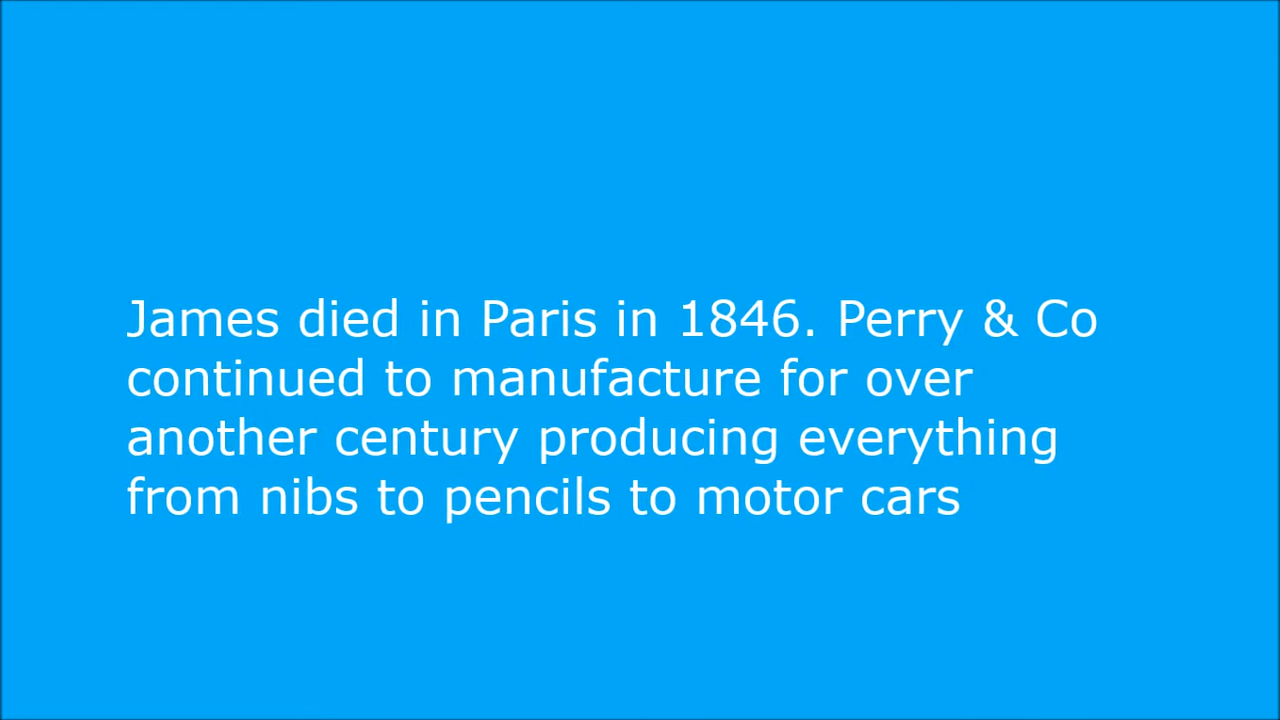 James died in Paris in 1846. Perry & Co
continued to manufacture for over
another century producing everything
from nibs to pencils to motor cars